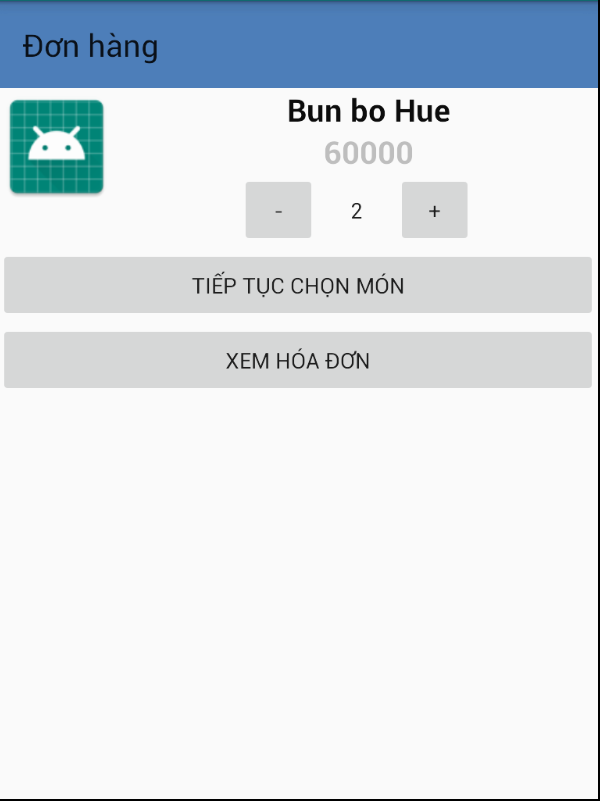 Đơn hàng
Bun bo Hue
60000
- 2 +
TIẾP TỤC CHỌN MÓN
XEM HÓA ĐƠN